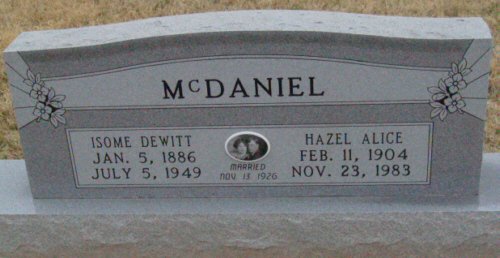 McDANIEL
ISOME DEWITT
JAN. 5, 1886
JULY 5, 1949
MARRIED
NOV 13 1926
HAZEL ALICE
FEB. 11, 1904
NOV. 23, 1983